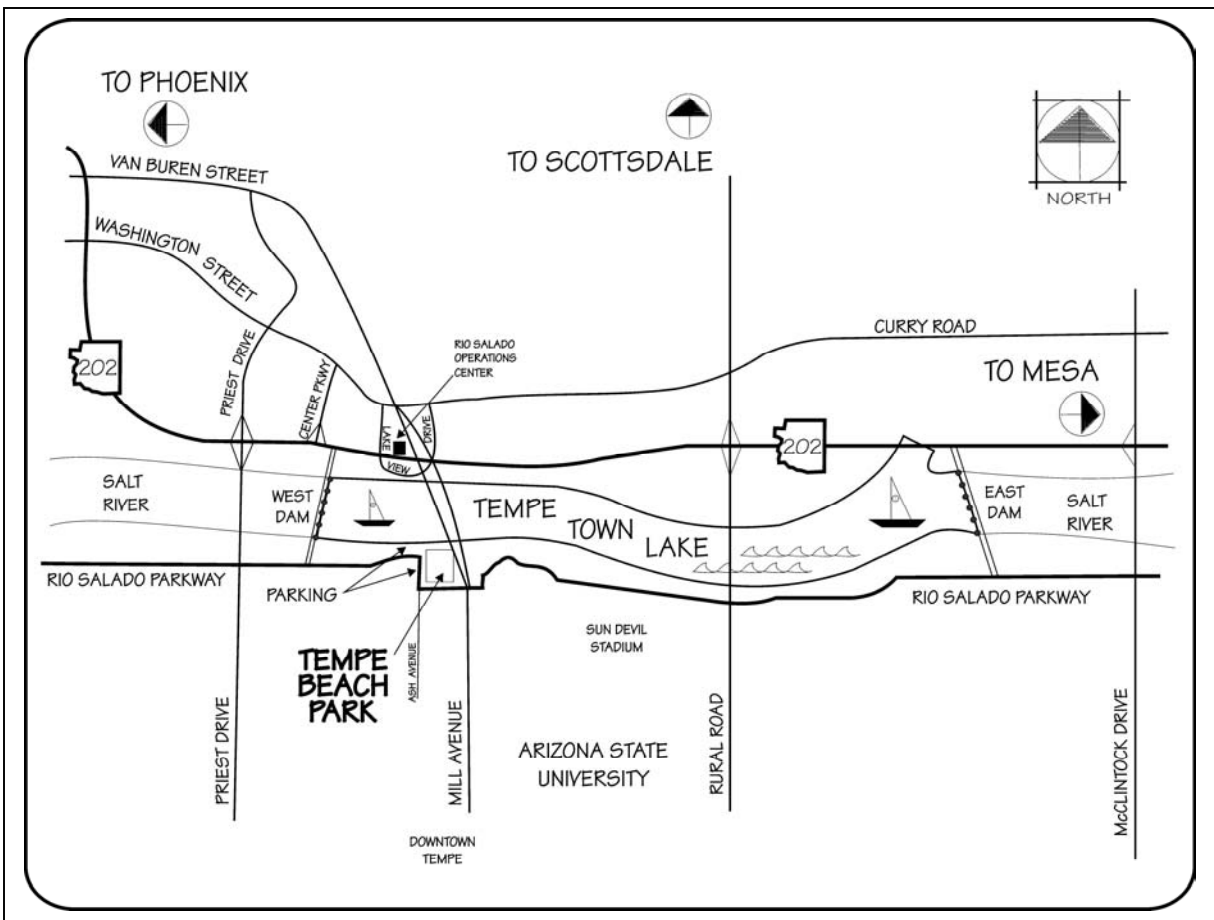 TO PHOENIX
TO SCOTTSDALE
NORTH
VAN BUREN STREET
WASHINGTON
STREET
PRIEST DRIVE
CENTER PKWY
RIO SALADO
OPERATIONS
CENTER
CURRY ROAD
TO MESA
202
202
LAKE
VIEW
DRIVE
SALT
RIVER
WEST
DAM
TEMPE
TOWN
LAKE
EAST
DAM
SALT
RIVER
RIO SALADO PARKWAY
PARKING
RIO SALADO PARKWAY
SUN DEVIL
STADIUM
TEMPE
BEACH
PARK
ASH AVENUE
PRIEST DRIVE
MILL AVENUE
ARIZONA STATE
UNIVERSITY
RURAL ROAD
McCLINTOCK DRIVE
DOWNTOWN
TEMPE